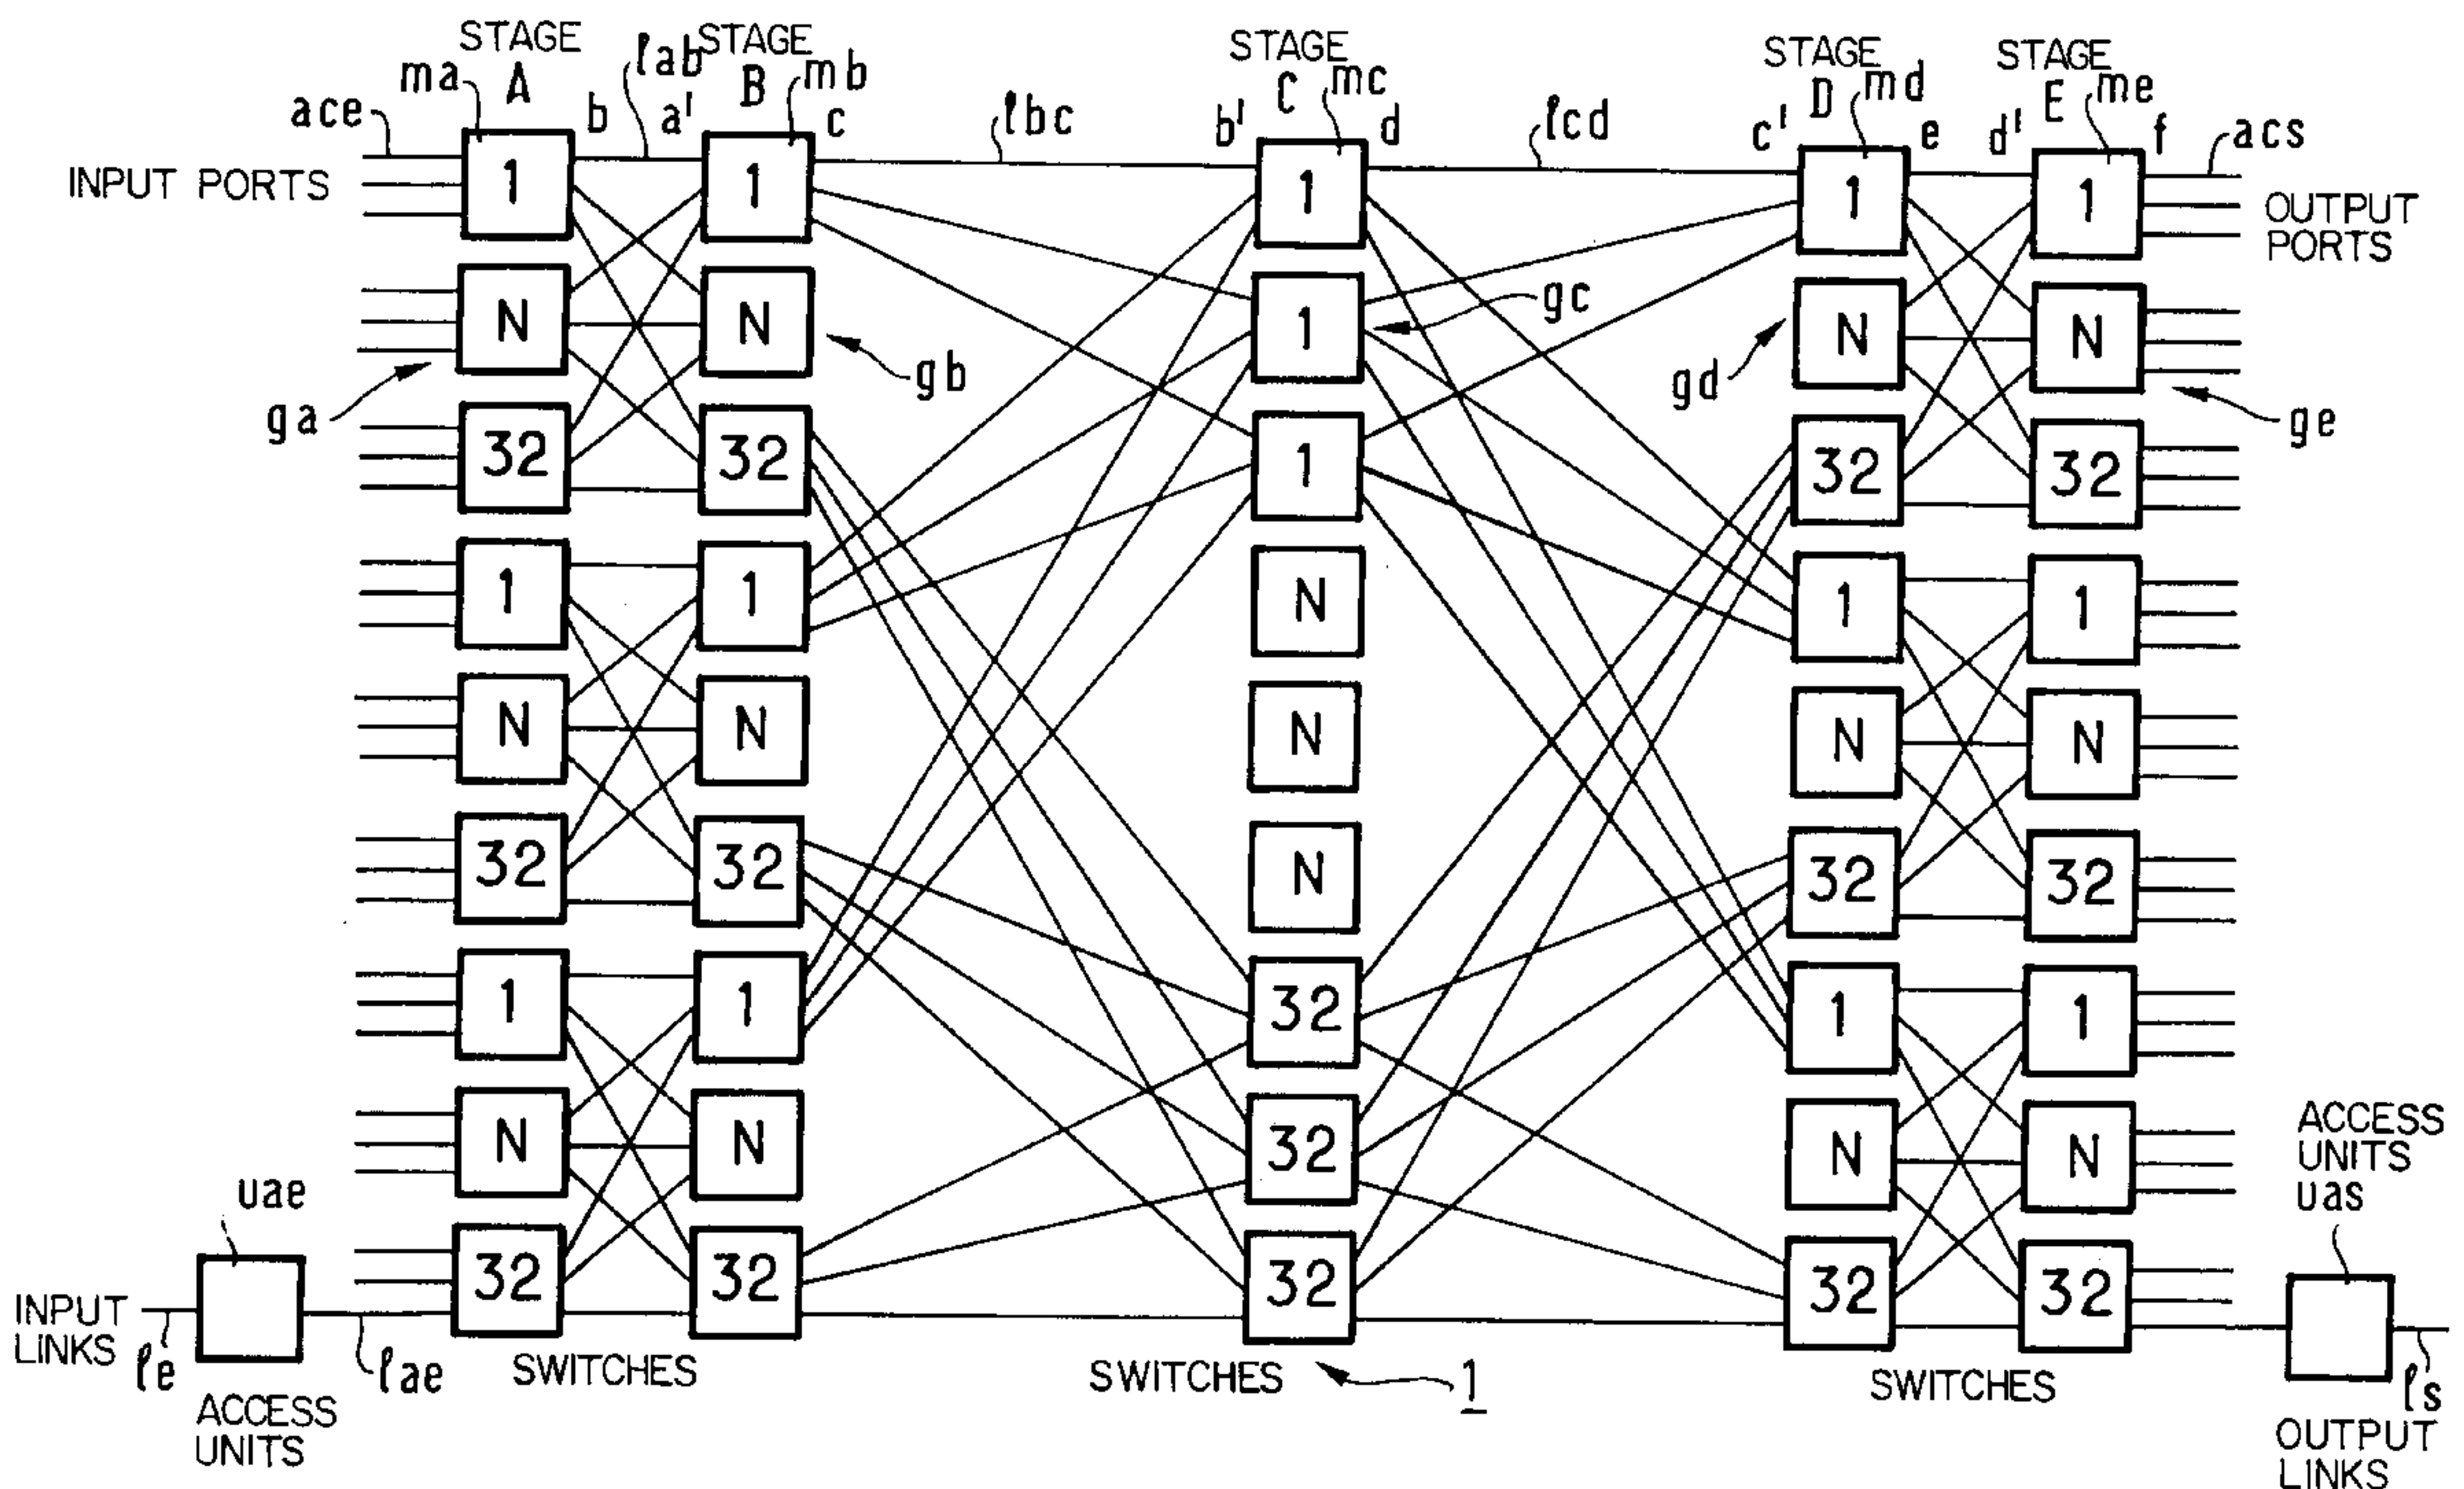 STAGE
A
STAGE
B
STAGE
C
STAGE
D
STAGE
E
ma
lab
mb
mc
md
me
ace
b
a'
c
lbc
b'
d
lcd
c'
e
d'
f
acs
INPUT PORTS
OUTPUT
PORTS
1
1
1
1
1
N
N
1
N
N
ga
gb
gc
gd
ge
32
32
1
32
32
1
1
N
1
1
N
N
N
N
N
32
32
N
32
32
1
1
32
1
1
N
N
32
N
N
32
32
32
32
32
uae
ACCESS
UNITS
uas
INPUT
LINKS
le
lae
ACCESS
UNITS
SWITCHES
SWITCHES
1
SWITCHES
ls
OUTPUT
LINKS